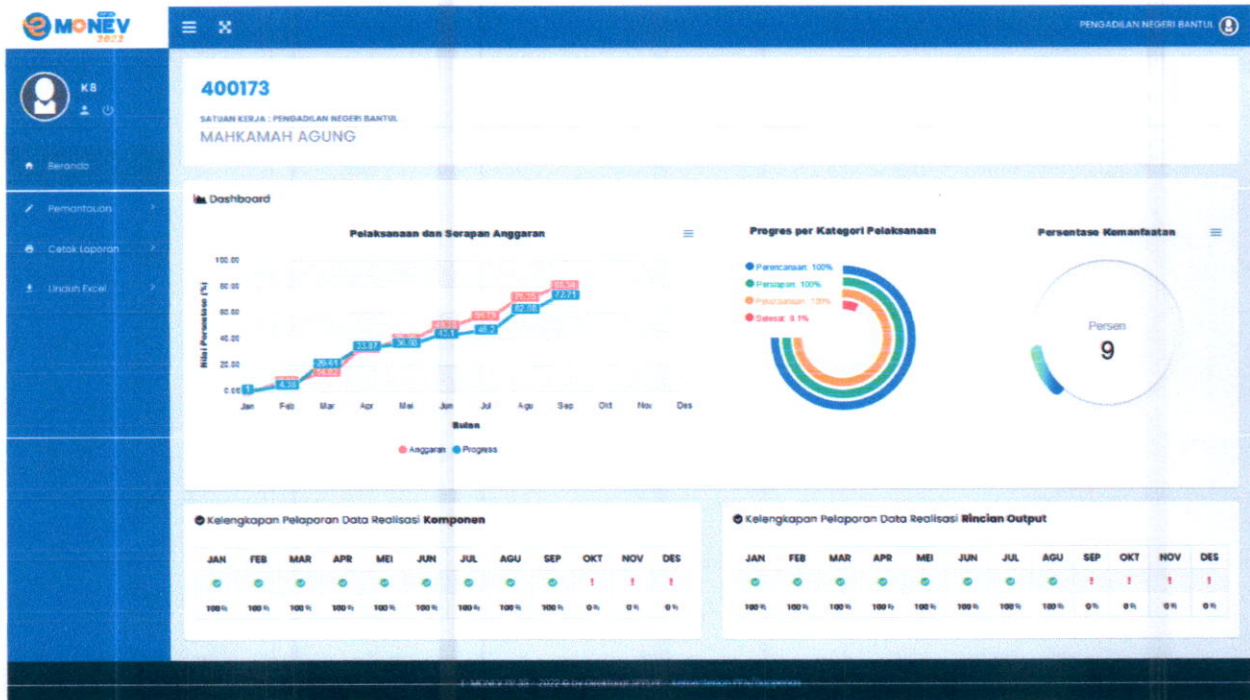 e MONEV
2022
PENGADILAN NEGERI BANTUL
K8
400173
SATUAN KERJA : PENGADILAN NEGERI BANTUL
MAHKAMAH AGUNG
Beranda
Pemantauan
Cetak Laporan
Unduh Excel
Dashboard
Pelaksanaan dan Serapan Anggaran
Nilai Persentase (%)
100.00
80.00
60.00
40.00
20.00
0.00
1
4.38
20.61
33.87
36.68
43.1
46.2
62.08
72.71
Jan Feb Mar Apr Mei Jun Jul Agu Sep Okt Nov Des
Bulan
Anggaran Progress
Progres per Kategori Pelaksanaan
Perencanaan: 100%
Persiapan: 100%
Pelaksanaan: 100%
Selesai: 9.1%
Persentase Kemanfaatan
Persen
9
Kelengkapan Pelaporan Data Realisasi Komponen
JAN FEB MAR APR MEI JUN JUL AGU SEP OKT NOV DES
! ! !
100% 100% 100% 100% 100% 100% 100% 100% 100% 0% 0% 0%
Kelengkapan Pelaporan Data Realisasi Rincian Output
JAN FEB MAR APR MEI JUN JUL AGU SEP OKT NOV DES
! ! ! !
100% 100% 100% 100% 100% 100% 100% 100% 0% 0% 0% 0%